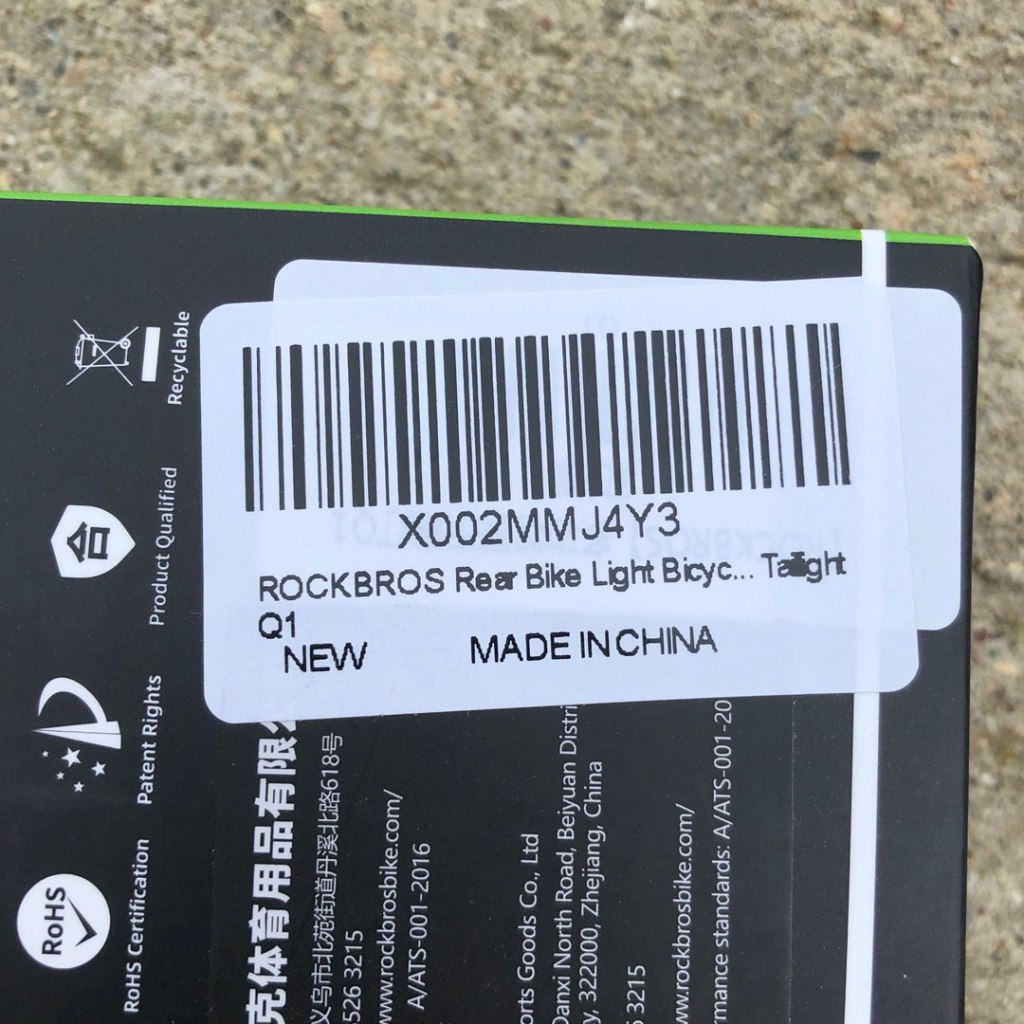 X002MMJ4Y3
ROCKBROS Rear Bike Light Bicyc... Taillight
Q1
NEW MADE IN CHINA
Recyclable
Product Qualified
合
Patent Rights
RoHS
RoHS Certification
克体育用品有限
义乌市北苑街道丹溪北路618号
526 3215
www.rockbrosbike.com/
A/ATS-001-2016
Goods Co., Ltd
Danxi North Road, Beiyuan
322000, Zhejiang, China
3215
www.rockbrosbike.com/
standards: A/ATS-001-20